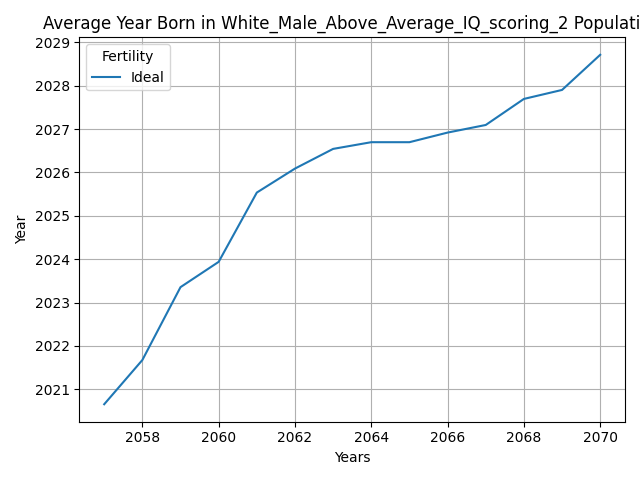 Average Year Born in White_Male_Above_Average_IQ_scoring_2 Populati
2029
2028
2027
2026
2025
2024
2023
2022
2021
Year
Fertility
Ideal
2058 2060 2062 2064 2066 2068 2070
Years